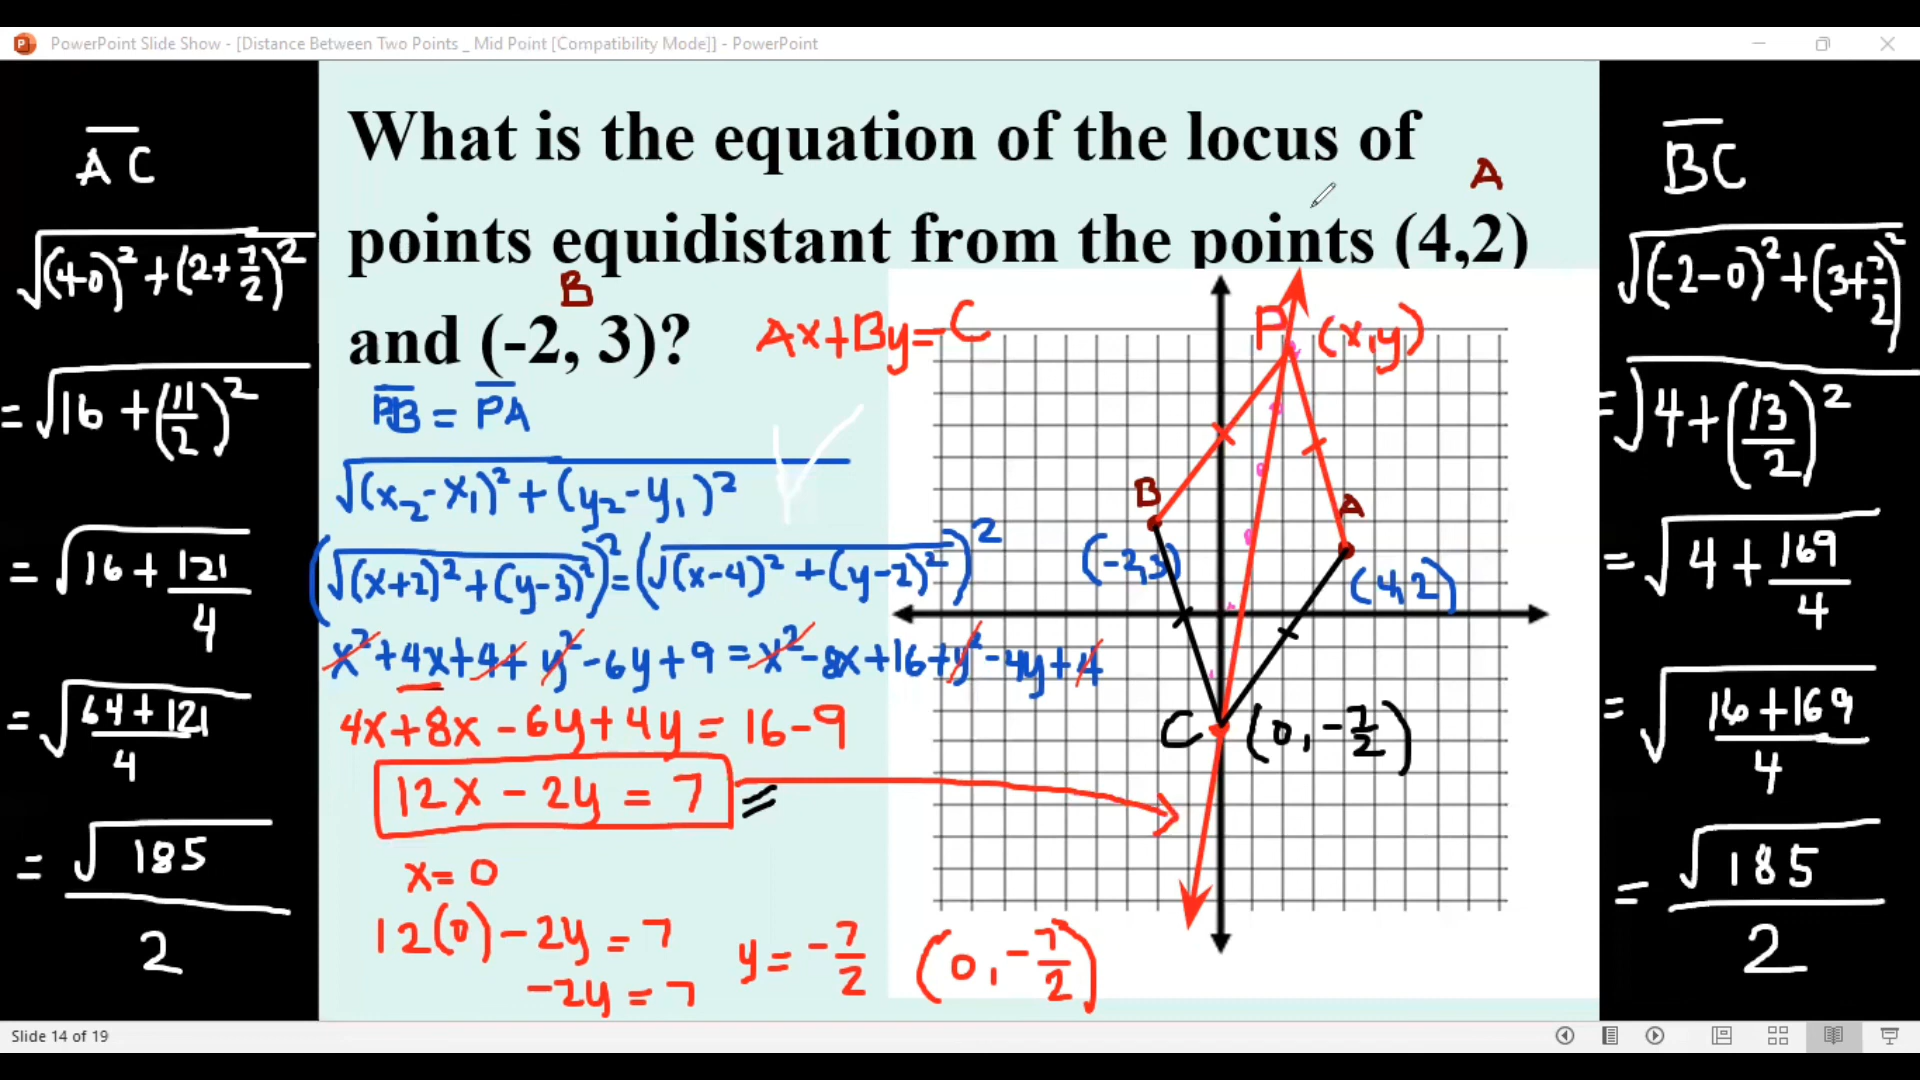 PowerPoint Slide Show - [Distance Between Two Points _ Mid Point [Compatibility Mode]] - PowerPoint
What is the equation of the locus of
points equidistant from the points (4,2)
A
and (-2, 3)?
B
Ax+By=C
PB = PA
√(x₂-x₁)²+(y₂-y₁)²
(√(x+2)²+(y-3)²)²=(√(x-4)²+(y-2)²)²
x²+4x+4+y²-6y+9=x²-8x+16+y²-4y+4
4x+8x-6y+4y=16-9
12x-2y=7
x=0
12(0)-2y=7
-2y=7
y=-7/2
(0,-7/2)
P (x,y)
B
(-2,3)
A
(4,2)
C (0,-7/2)
AC
√(4-0)²+(2+7/2)²
=√16+(11/2)²
=√16+121/4
=√64+121/4
=√185/2
BC
√(-2-0)²+(3+7/2)²
=√4+(13/2)²
=√4+169/4
=√16+169/4
=√185/2
Slide 14 of 19